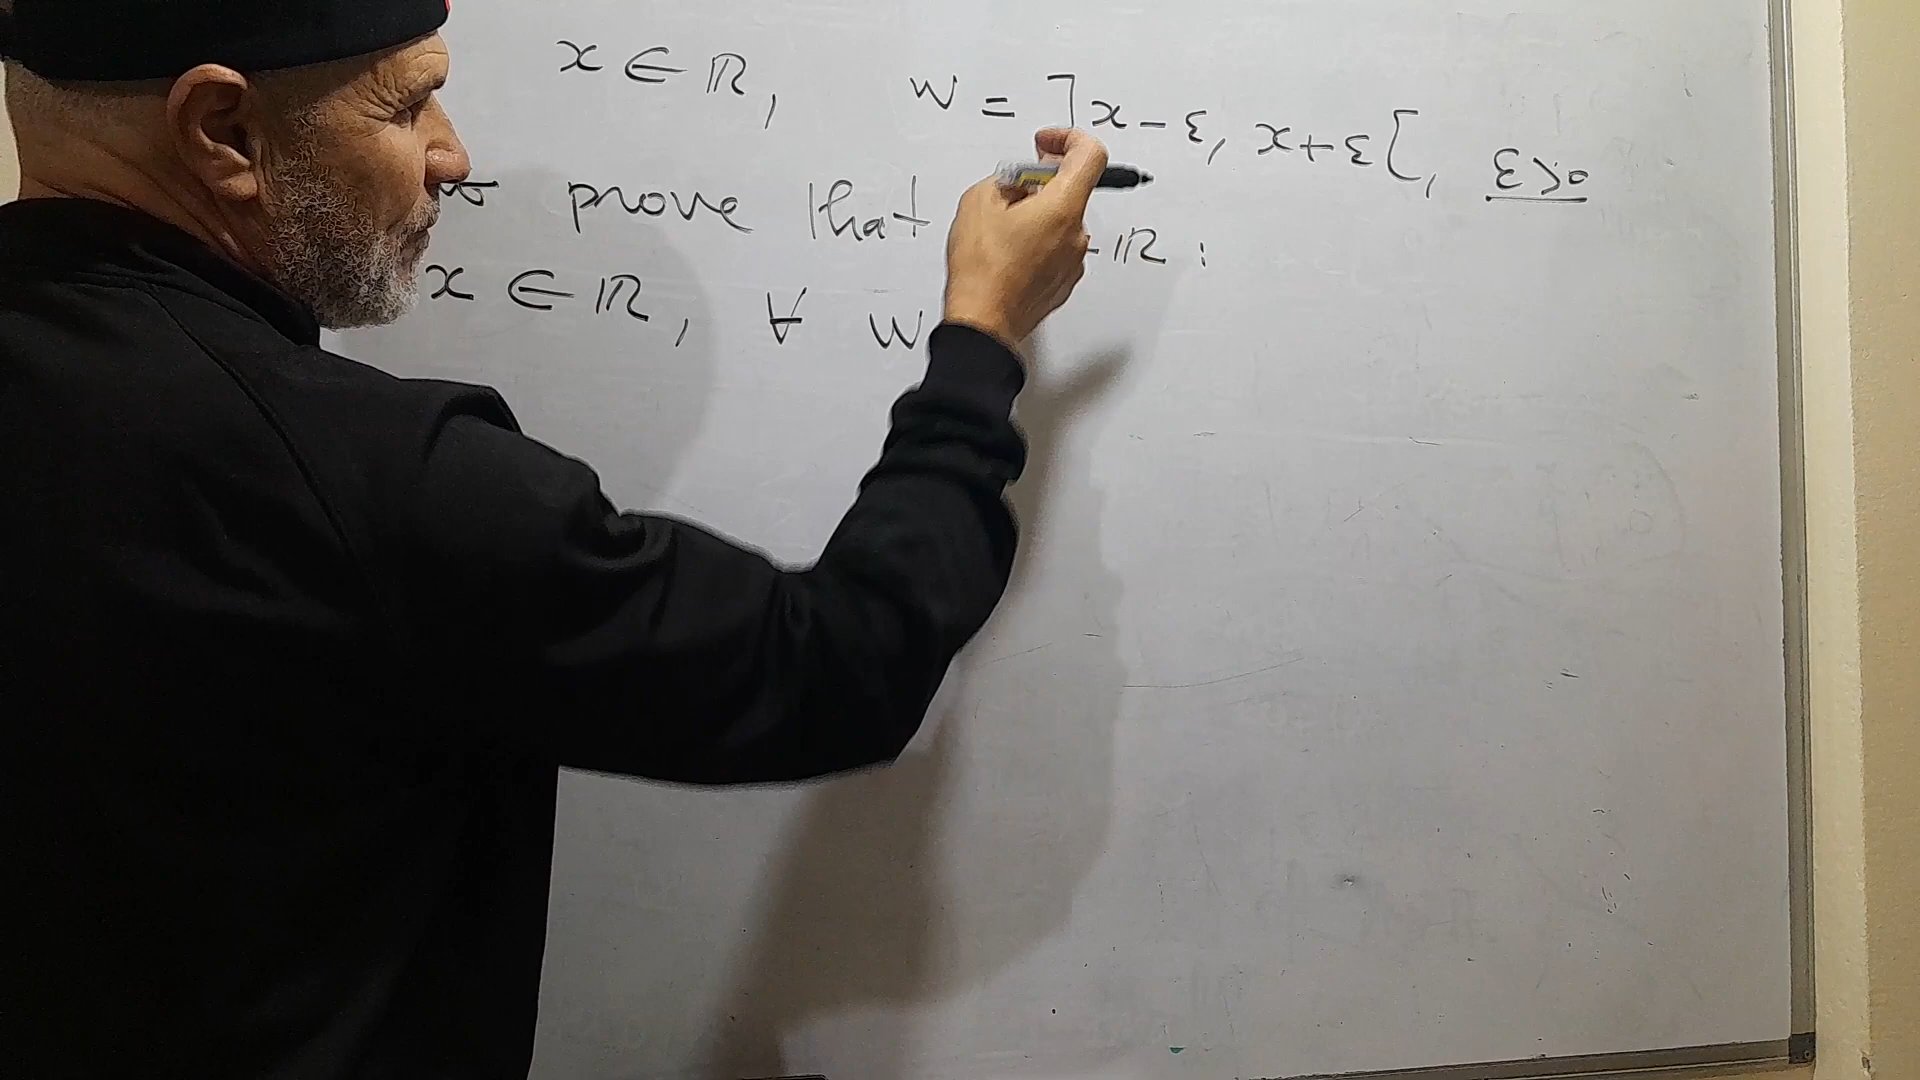 x ∈ ℝ, W = ]x - ε, x + ε[, ε > 0
prove that ℝ :
x ∈ ℝ, ∀ W